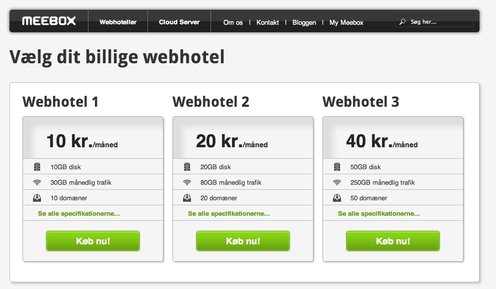 MEEBOX Webhoteller Cloud Server Om os | Kontakt | Bloggen | My Meebox Søg her...
Vælg dit billige webhotel
Webhotel 1
10 kr./måned
10GB disk
30GB månedlig trafik
10 domæner
Se alle specifikationerne...
Køb nu!
Webhotel 2
20 kr./måned
20GB disk
80GB månedlig trafik
20 domæner
Se alle specifikationerne...
Køb nu!
Webhotel 3
40 kr./måned
50GB disk
250GB månedlig trafik
50 domæner
Se alle specifikationerne...
Køb nu!